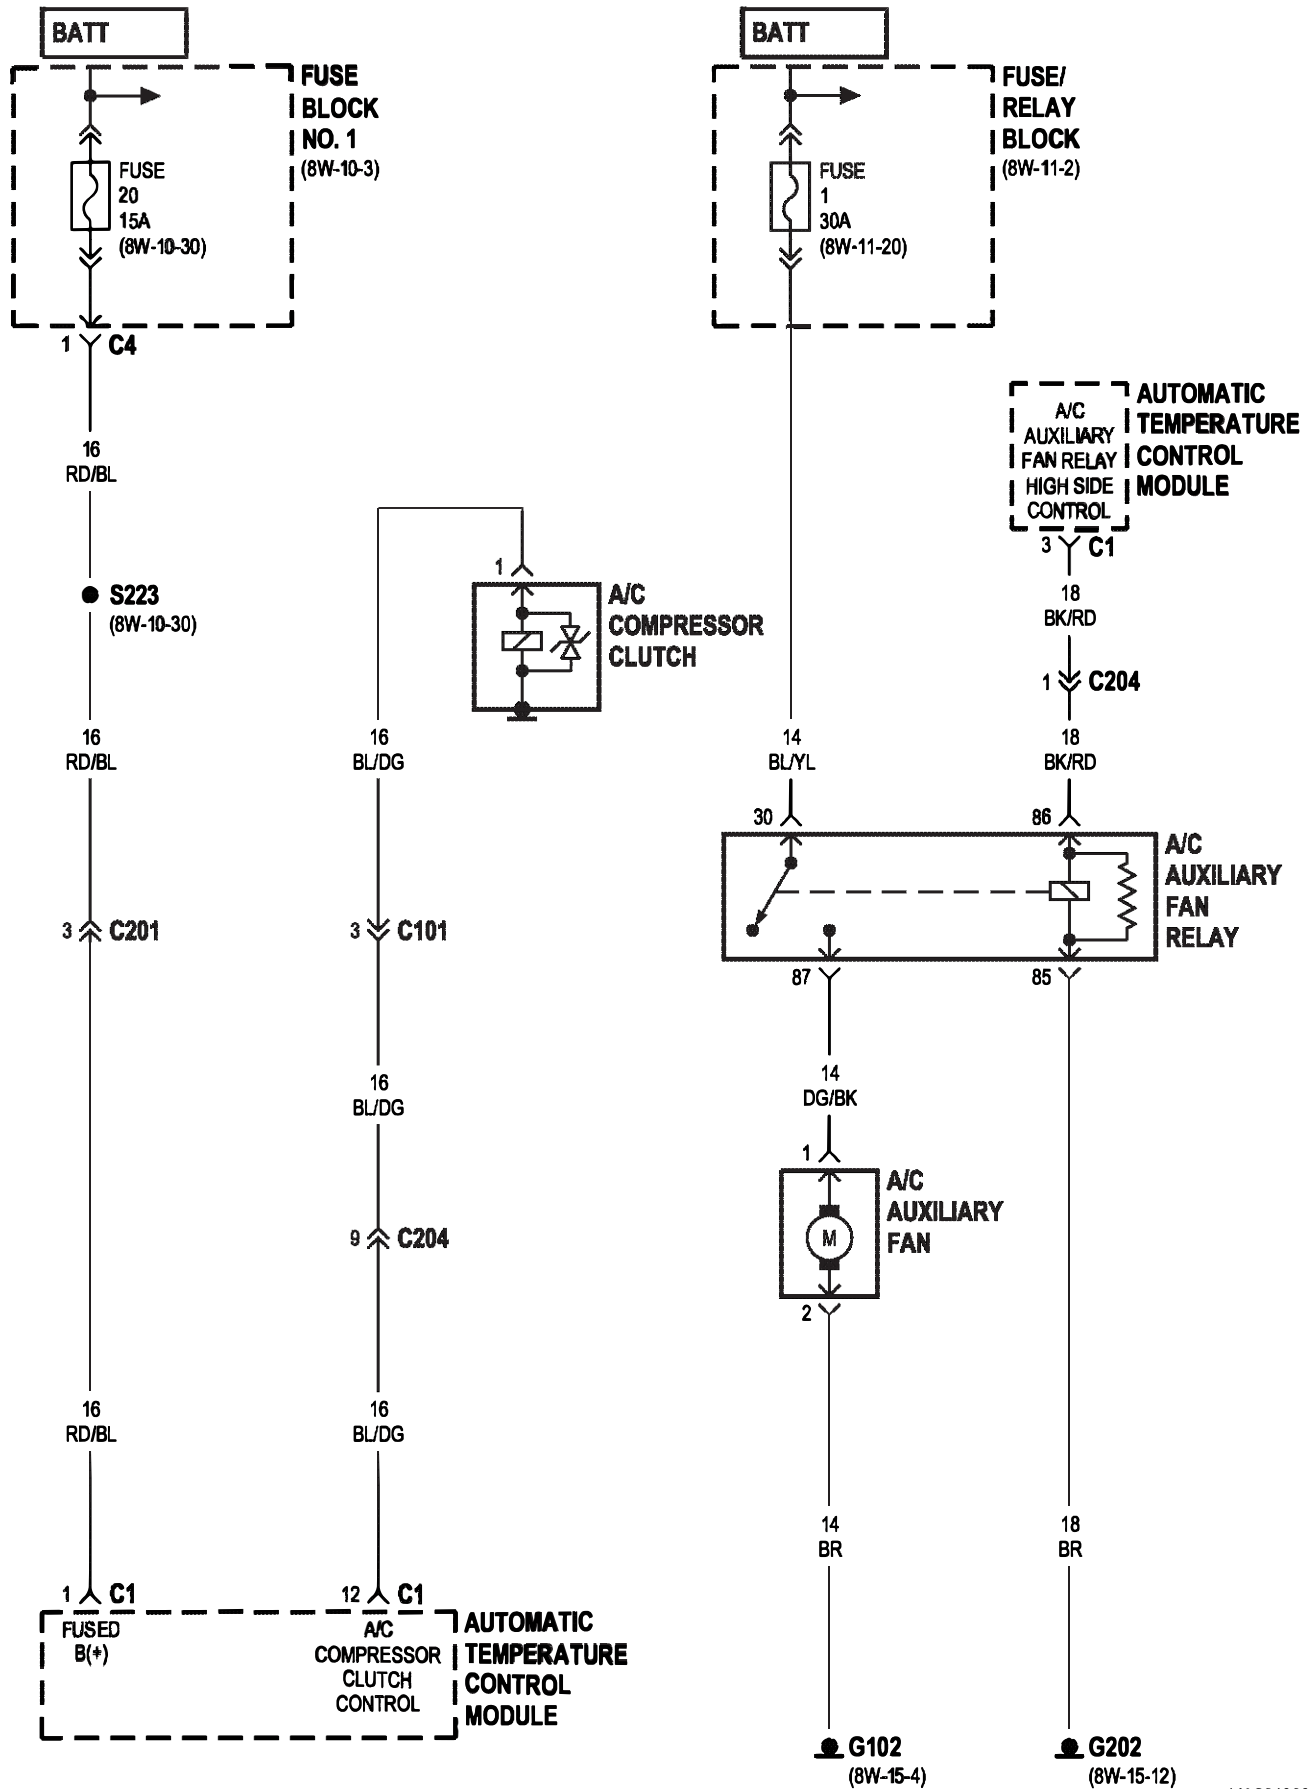 BATT
FUSE
BLOCK
NO. 1
(8W-10-3)
FUSE
20
15A
(8W-10-30)
1
C4
16
RD/BL
S223
(8W-10-30)
16
RD/BL
3
C201
16
RD/BL
1
C1
FUSED
B(+)
1
A/C
COMPRESSOR
CLUTCH
16
BL/DG
3
C101
16
BL/DG
9
C204
16
BL/DG
12
C1
A/C
COMPRESSOR
CLUTCH
CONTROL
AUTOMATIC
TEMPERATURE
CONTROL
MODULE
BATT
FUSE/
RELAY
BLOCK
(8W-11-2)
FUSE
1
30A
(8W-11-20)
A/C
AUXILIARY
FAN RELAY
HIGH SIDE
CONTROL
AUTOMATIC
TEMPERATURE
CONTROL
MODULE
3
C1
18
BK/RD
1
C204
14
BL/YL
18
BK/RD
30
86
A/C
AUXILIARY
FAN
RELAY
87
85
14
DG/BK
1
M
A/C
AUXILIARY
FAN
2
14
BR
18
BR
G102
(8W-15-4)
G202
(8W-15-12)